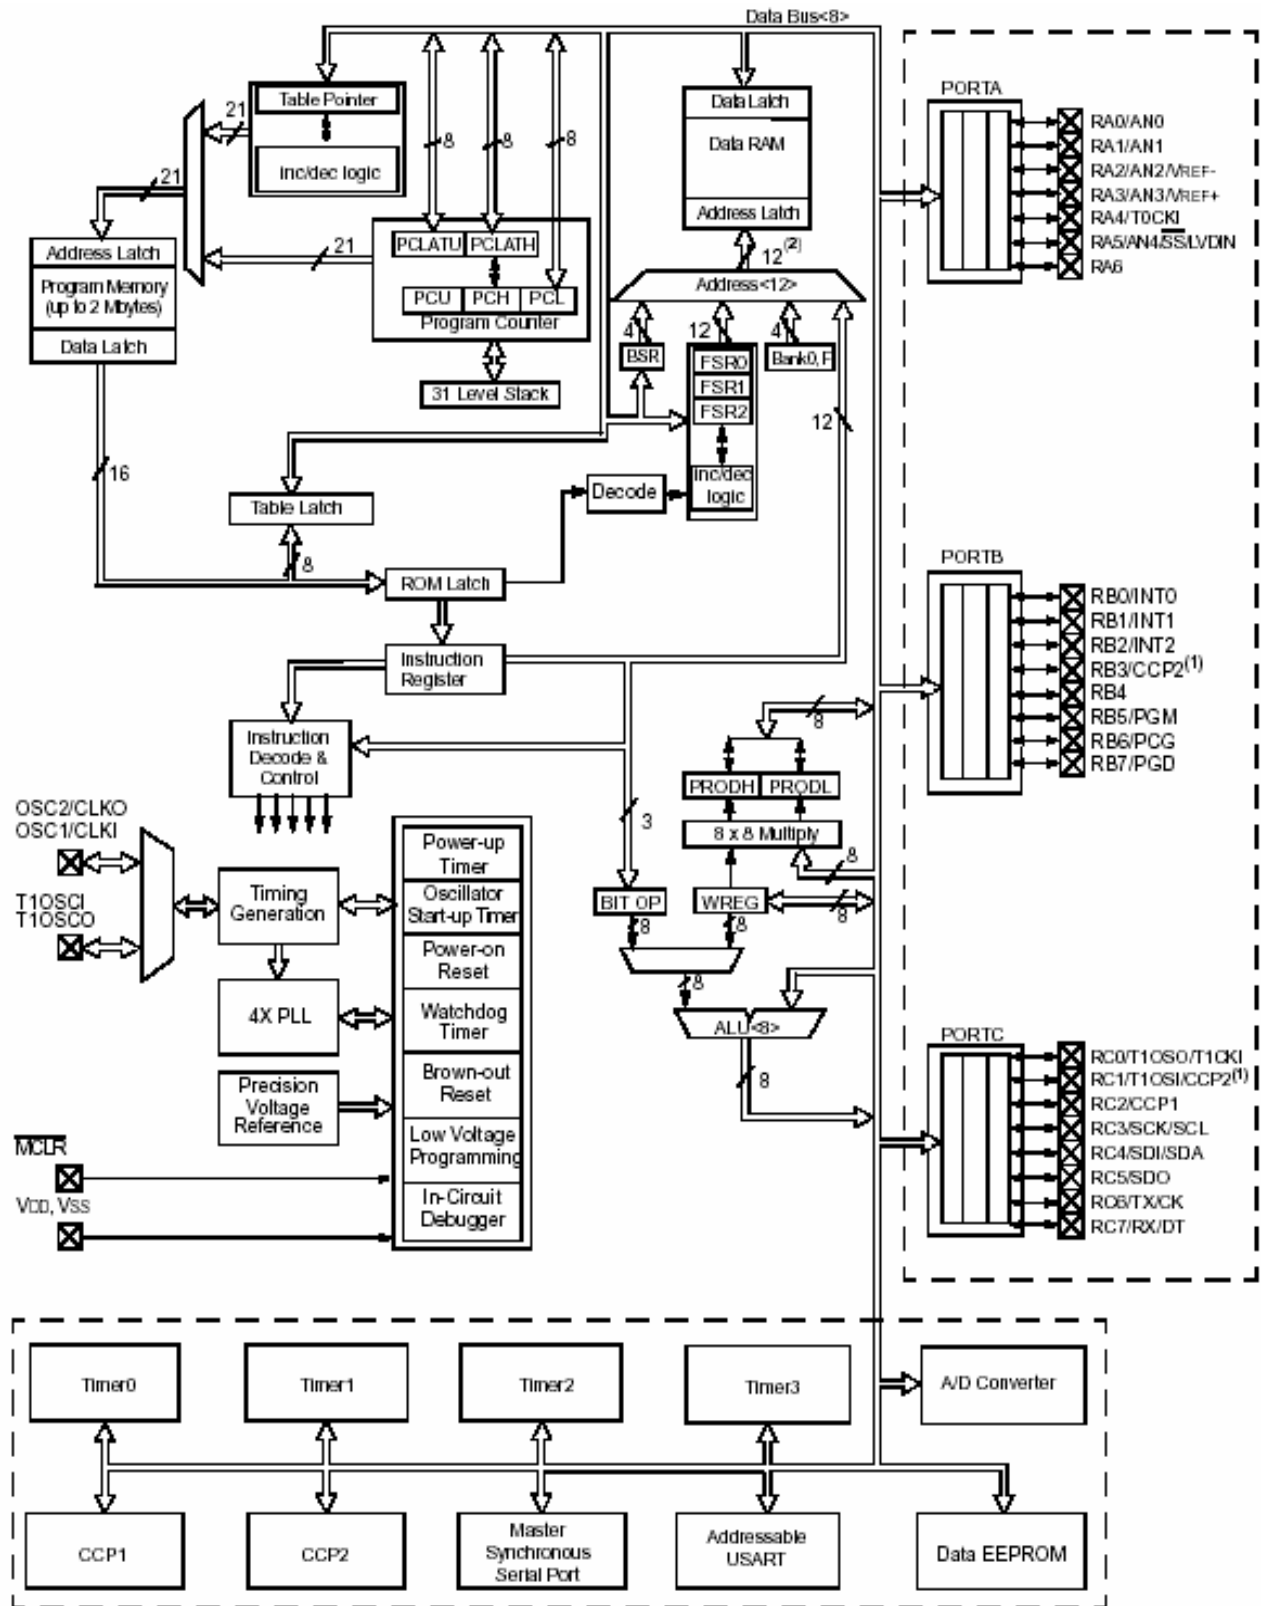 Data Bus<8>
PORTA
Table Pointer
21
inc/dec logic
8
8
8
Data Latch
Data RAM
Address Latch
RA0/AN0
RA1/AN1
RA2/AN2/VREF-
RA3/AN3/VREF+
RA4/T0CKI
RA5/AN4/SS/LVDIN
RA6
21
Address Latch
Program Memory
(up to 2 Mbytes)
Data Latch
21
PCLATU PCLATH
PCU PCH PCL
Program Counter
31 Level Stack
12(2)
Address<12>
4
12
4
BSR
FSR0
FSR1
FSR2
inc/dec
logic
Bank0, F
12
16
Table Latch
8
Decode
ROM Latch
Instruction
Register
PORTB
RB0/INT0
RB1/INT1
RB2/INT2
RB3/CCP2(1)
RB4
RB5/PGM
RB6/PCG
RB7/PGD
Instruction
Decode &
Control
8
PRODH PRODL
8 x 8 Multiply
3
8
BIT OP
WREG
8
8
8
8
ALU<8>
8
OSC2/CLKO
OSC1/CLKI
T1OSCI
T1OSCO
Timing
Generation
4X PLL
Precision
Voltage
Reference
MCLR
VDD, VSS
Power-up
Timer
Oscillator
Start-up Timer
Power-on
Reset
Watchdog
Timer
Brown-out
Reset
Low Voltage
Programming
In-Circuit
Debugger
PORTC
RC0/T1OSO/T1CKI
RC1/T1OSI/CCP2(1)
RC2/CCP1
RC3/SCK/SCL
RC4/SDI/SDA
RC5/SDO
RC6/TX/CK
RC7/RX/DT
Timer0
Timer1
Timer2
Timer3
A/D Converter
CCP1
CCP2
Master
Synchronous
Serial Port
Addressable
USART
Data EEPROM